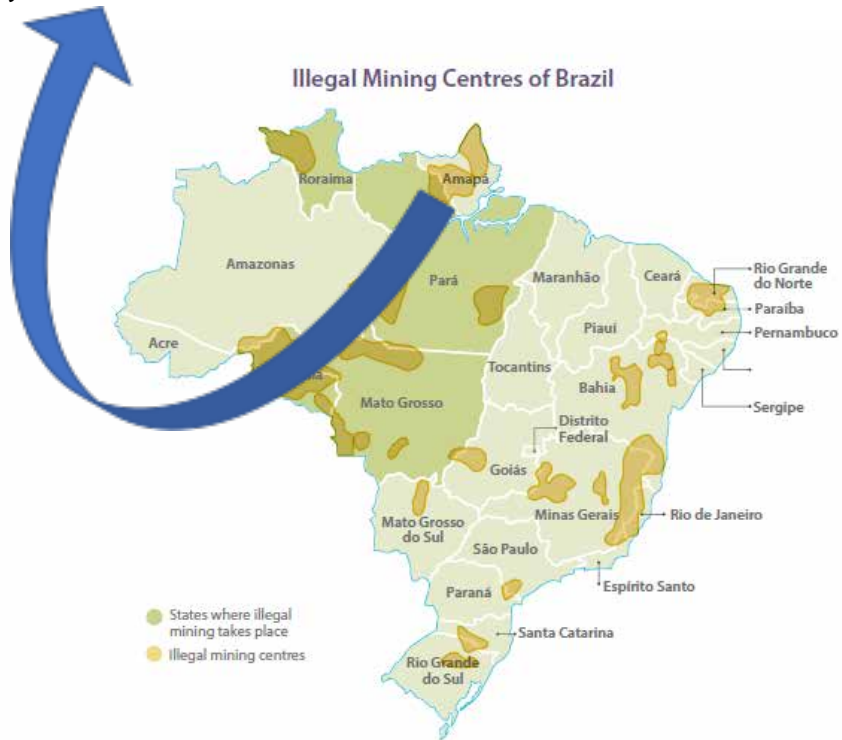 y
Illegal Mining Centres of Brazil
Roraima
Amapá
Amazonas
Pará
Maranhão
Ceará
Rio Grande
do Norte
Paraíba
Piauí
Pernambuco
Acre
Tocantins
Bahia
Mato Grosso
Sergipe
Distrito
Federal
Goiás
Minas Gerais
Rio de Janeiro
Mato Grosso
do Sul
São Paulo
Espírito Santo
Paraná
States where illegal
mining takes place
Santa Catarina
Illegal mining centres
Rio Grande
do Sul